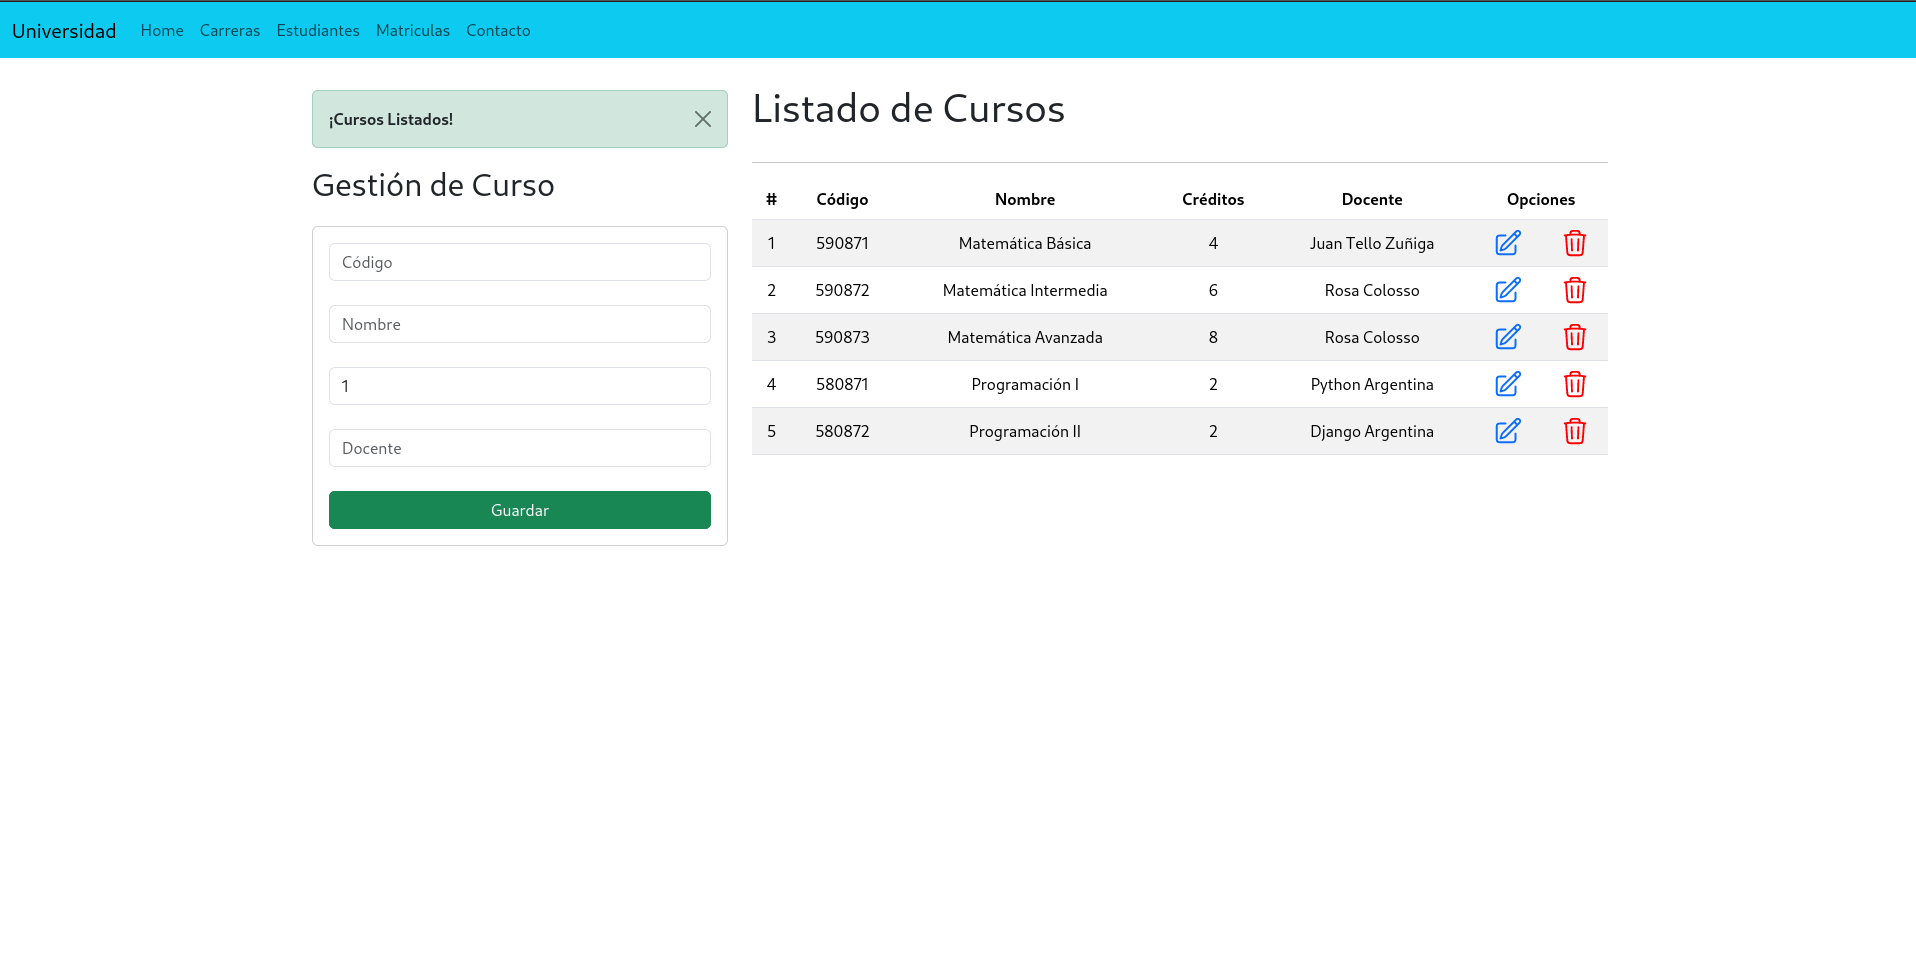 Universidad Home Carreras Estudiantes Matriculas Contacto
¡Cursos Listados!
Gestión de Curso
Código
Nombre
1
Docente
Guardar
Listado de Cursos
# Código Nombre Créditos Docente Opciones
1 590871 Matemática Básica 4 Juan Tello Zuñiga
2 590872 Matemática Intermedia 6 Rosa Colosso
3 590873 Matemática Avanzada 8 Rosa Colosso
4 580871 Programación I 2 Python Argentina
5 580872 Programación II 2 Django Argentina